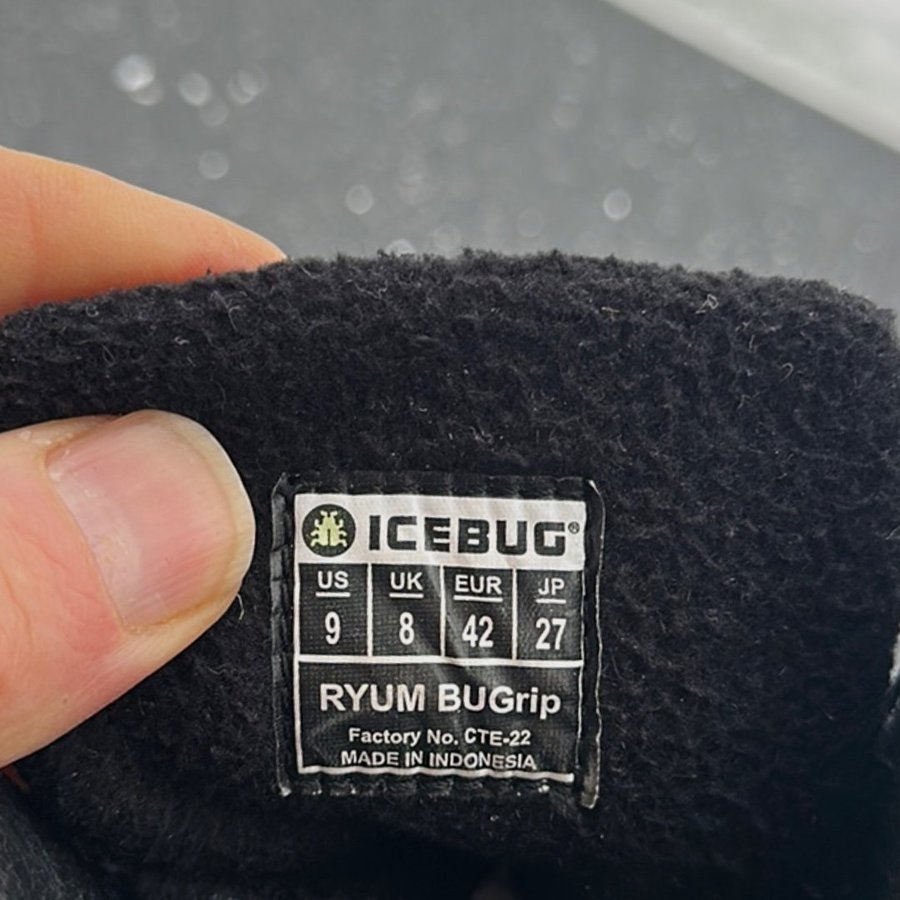 ICEBUG®
US UK EUR JP
9 8 42 27
RYUM BUGrip
Factory No. CTE-22
MADE IN INDONESIA